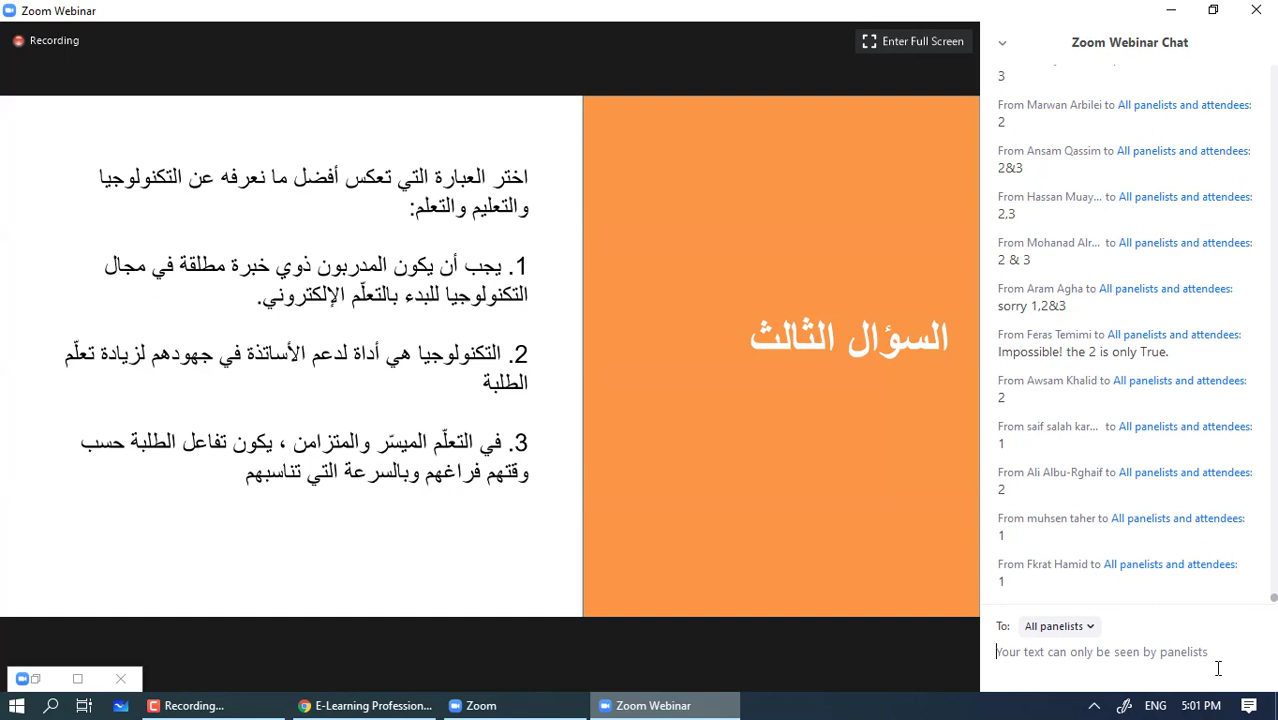 Zoom Webinar
Recording
Enter Full Screen
اختر العبارة التي تعكس أفضل ما نعرفه عن التكنولوجيا
والتعليم والتعلم:
1. يجب أن يكون المدربون ذوي خبرة مطلقة في مجال
التكنولوجيا للبدء بالتعلّم الإلكتروني.
2. التكنولوجيا هي أداة لدعم الأساتذة في جهودهم لزيادة تعلّم
الطلبة
3. في التعلّم الميسّر والمتزامن ، يكون تفاعل الطلبة حسب
وقتهم فراغهم وبالسرعة التي تناسبهم
السؤال الثالث
Zoom Webinar Chat
3
From Marwan Arbilei to All panelists and attendees:
2
From Ansam Qassim to All panelists and attendees:
2&3
From Hassan Muay... to All panelists and attendees:
2,3
From Mohanad Alr... to All panelists and attendees:
2 & 3
From Aram Agha to All panelists and attendees:
sorry 1,2&3
From Feras Temimi to All panelists and attendees:
Impossible! the 2 is only True.
From Awsam Khalid to All panelists and attendees:
2
From saif salah kar... to All panelists and attendees:
1
From Ali Albu-Rghaif to All panelists and attendees:
2
From muhsen taher to All panelists and attendees:
1
From Fkrat Hamid to All panelists and attendees:
1
To: All panelists
Your text can only be seen by panelists
Recording...
E-Learning Profession...
Zoom
Zoom Webinar
ENG
5:01 PM